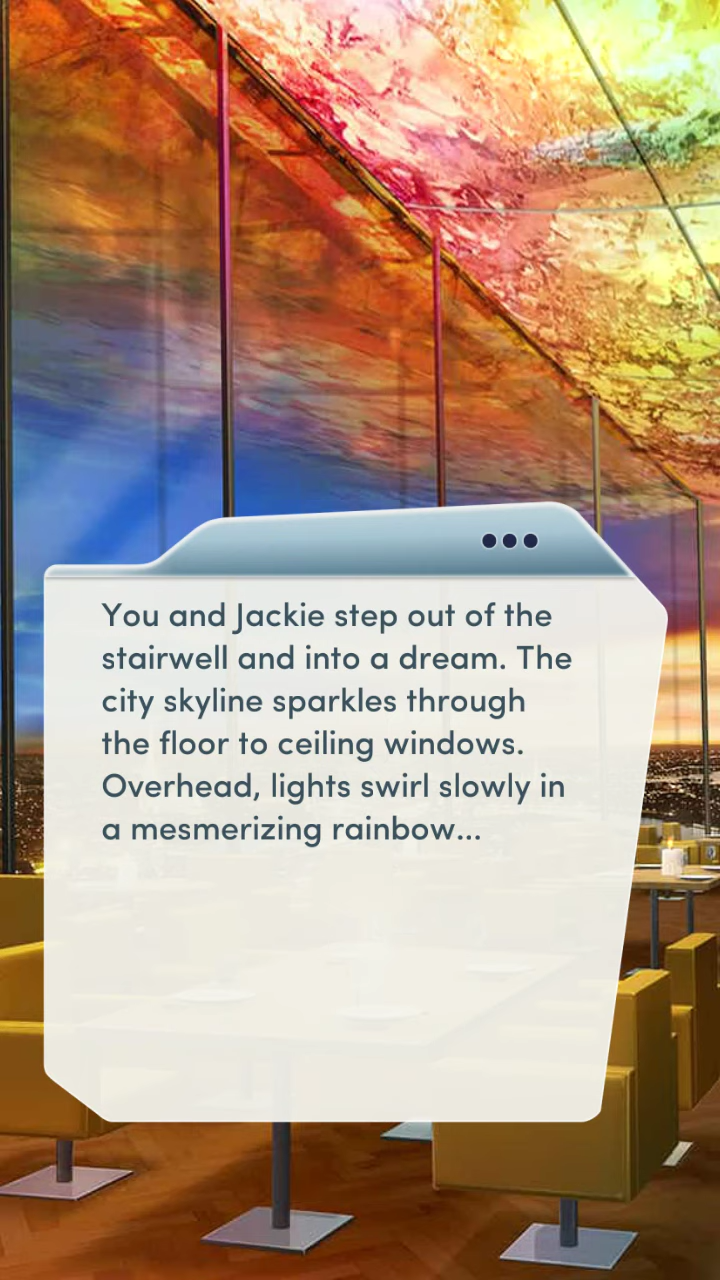 You and Jackie step out of the
stairwell and into a dream. The
city skyline sparkles through
the floor to ceiling windows.
Overhead, lights swirl slowly in
a mesmerizing rainbow...